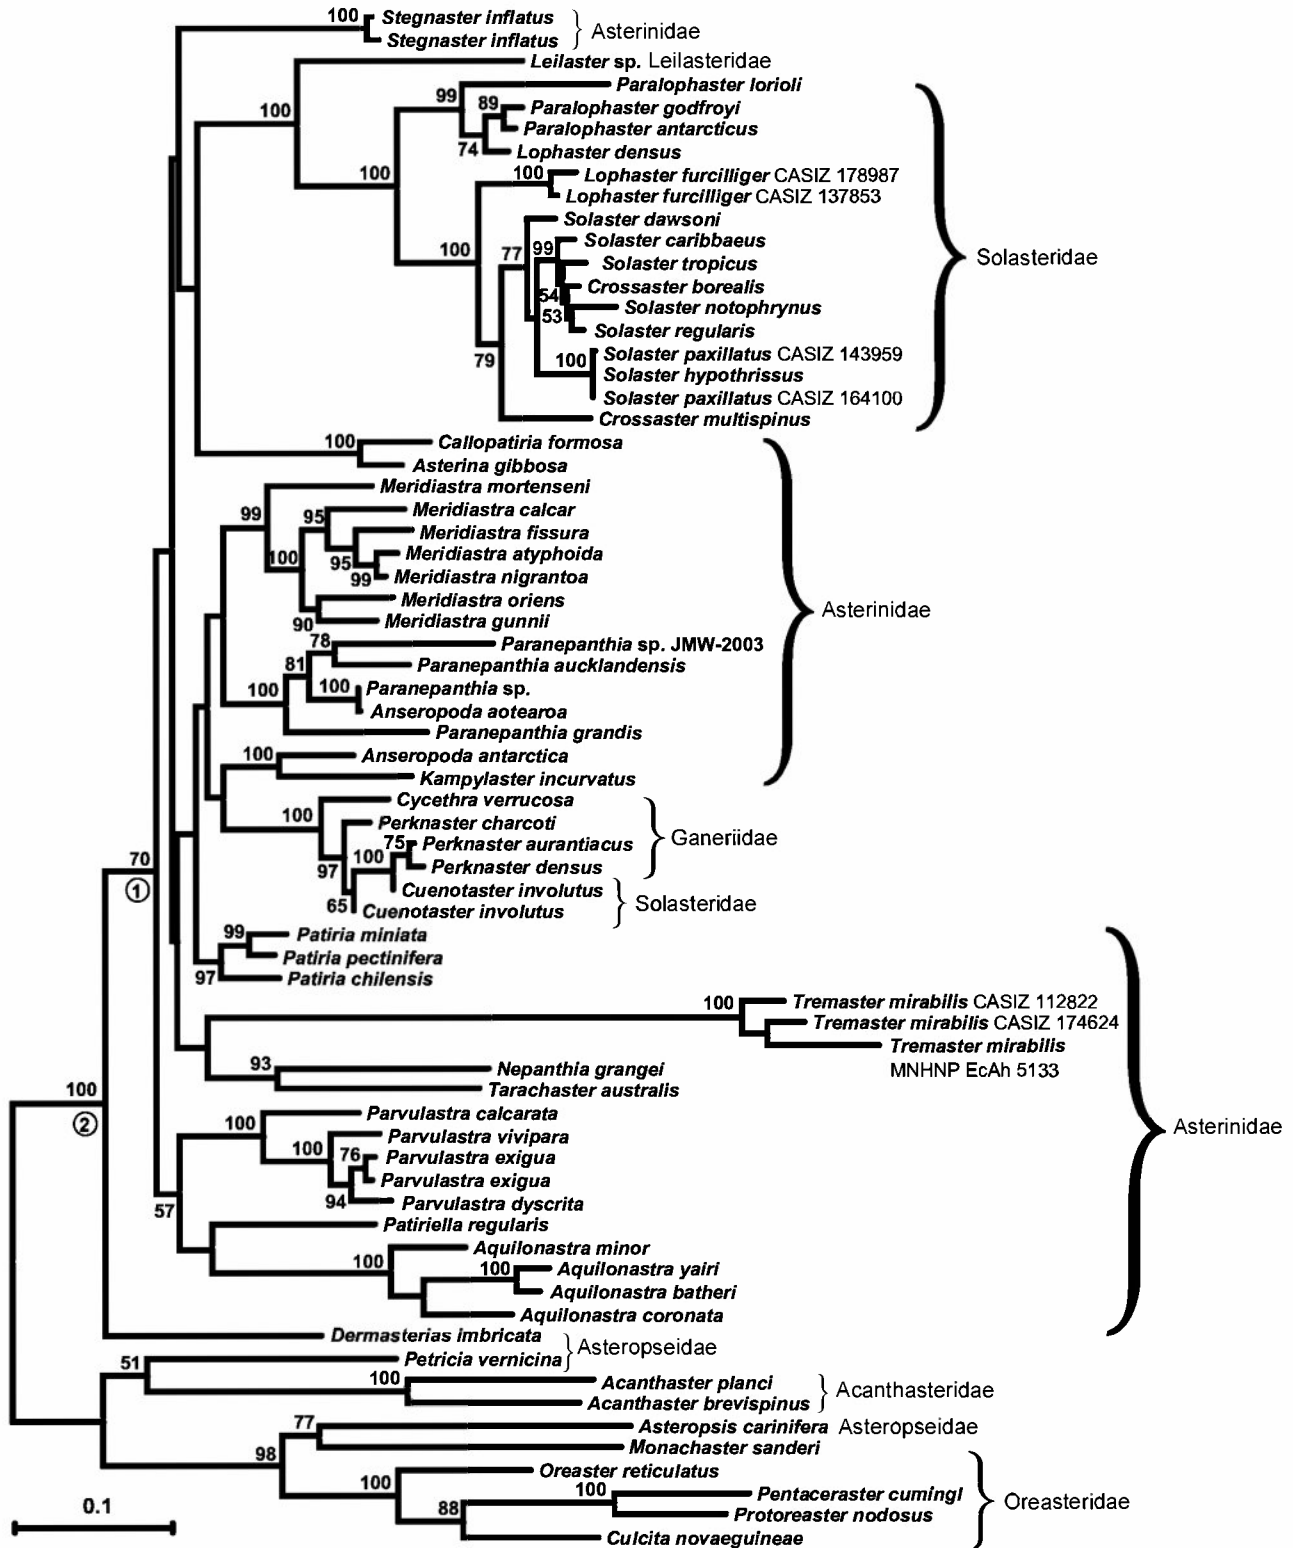 100 Stegnaster inflatus
Stegnaster inflatus
Asterinidae
Leilaster sp. Leilasteridae
Paralophaster lorioli
99
89 Paralophaster godfroyi
100
Paralophaster antarcticus
74 Lophaster densus
100
100 Lophaster furcilliger CASIZ 178987
Lophaster furcilliger CASIZ 137853
Solaster dawsoni
100
77
99 Solaster caribbaeus
Solaster tropicus
Solasteridae
Crossaster borealis
54
Solaster notophrynus
53
Solaster regularis
79
Solaster paxillatus CASIZ 143959
100
Solaster hypothrissus
Solaster paxillatus CASIZ 164100
Crossaster multispinus
100 Callopatiria formosa
Asterina gibbosa
Meridiastra mortenseni
99
95 Meridiastra calcar
Meridiastra fissura
100
95 Meridiastra atyphoida
99 Meridiastra nigrantoa
Meridiastra oriens
90 Meridiastra gunnii
Asterinidae
78 Paranepanthia sp. JMW-2003
81 Paranepanthia aucklandensis
100
100 Paranepanthia sp.
Anseropoda aotearoa
Paranepanthia grandis
100 Anseropoda antarctica
Kampylaster incurvatus
Cycethra verrucosa
100
Perknaster charcoti
75 Perknaster aurantiacus
Ganeriidae
97
100
Perknaster densus
Cuenotaster involutus
65 Cuenotaster involutus
Solasteridae
70
1
99 Patiria miniata
Patiria pectinifera
97 Patiria chilensis
100 Tremaster mirabilis CASIZ 112822
Tremaster mirabilis CASIZ 174624
Tremaster mirabilis
MNHNP EcAh 5133
93 Nepanthia grangei
Tarachaster australis
100
2
Parvulastra calcarata
100
Parvulastra vivipara
100
76 Parvulastra exigua
Parvulastra exigua
94 Parvulastra dyscrita
57
Patiriella regularis
Asterinidae
Aquilonastra minor
100
100 Aquilonastra yairi
Aquilonastra batheri
Aquilonastra coronata
Dermasterias imbricata
Asteropseidae
51 Petricia vernicina
100 Acanthaster planci
Acanthasteridae
Acanthaster brevispinus
77 Asteropsis carinifera Asteropseidae
Monachaster sanderi
98
Oreaster reticulatus
100
100 Pentaceraster cumingl
88
Protoreaster nodosus
Oreasteridae
Culcita novaeguineae
0.1